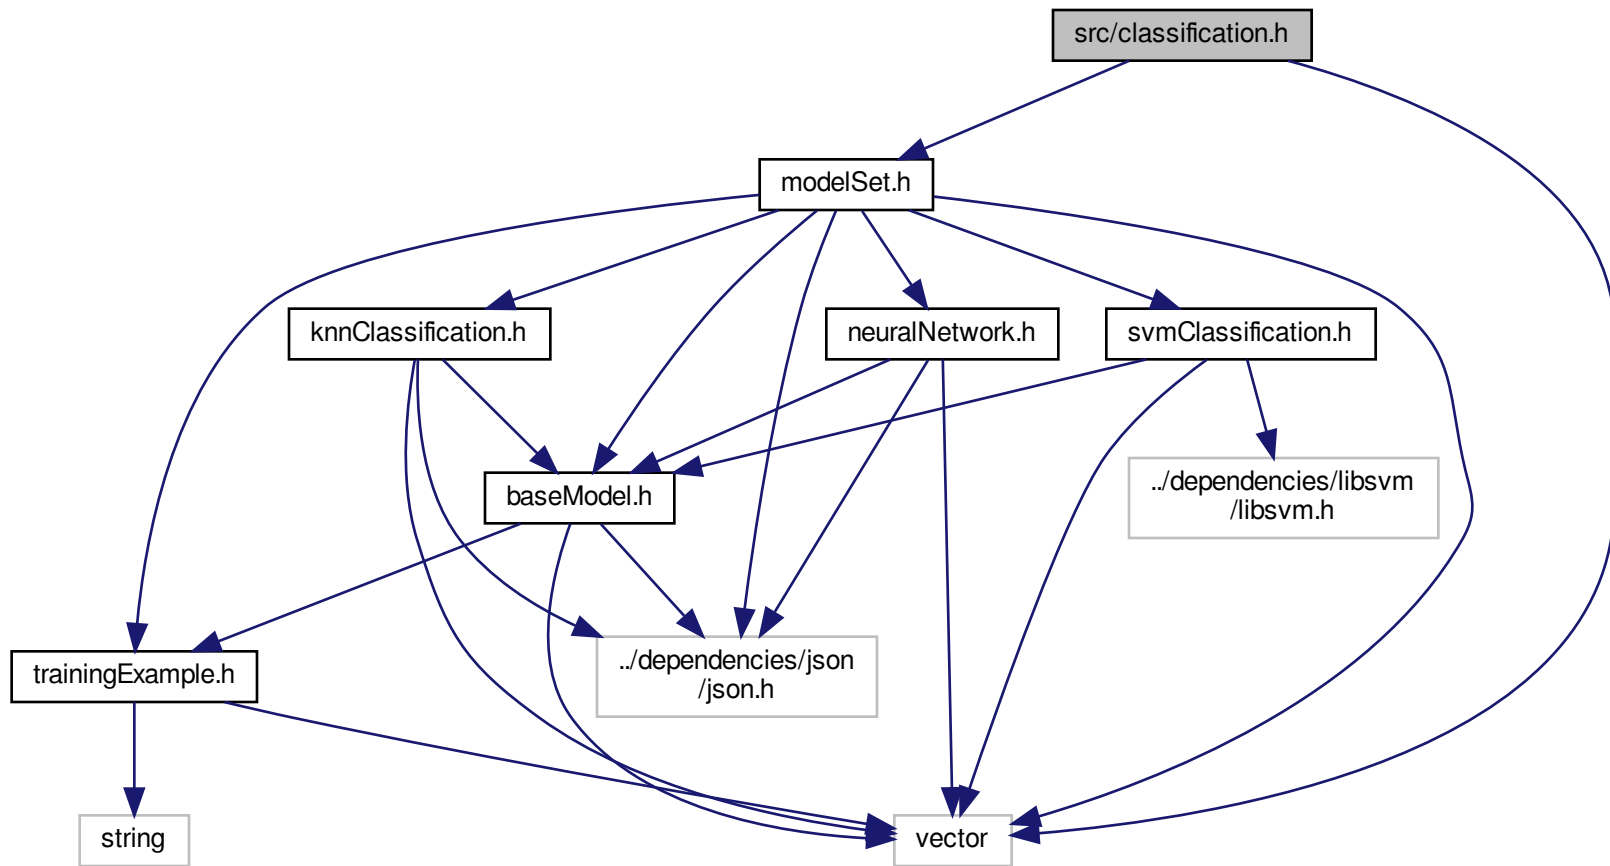 src/classification.h
modelSet.h
knnClassification.h
neuralNetwork.h
svmClassification.h
baseModel.h
../dependencies/libsvm
/libsvm.h
trainingExample.h
../dependencies/json
/json.h
string
vector